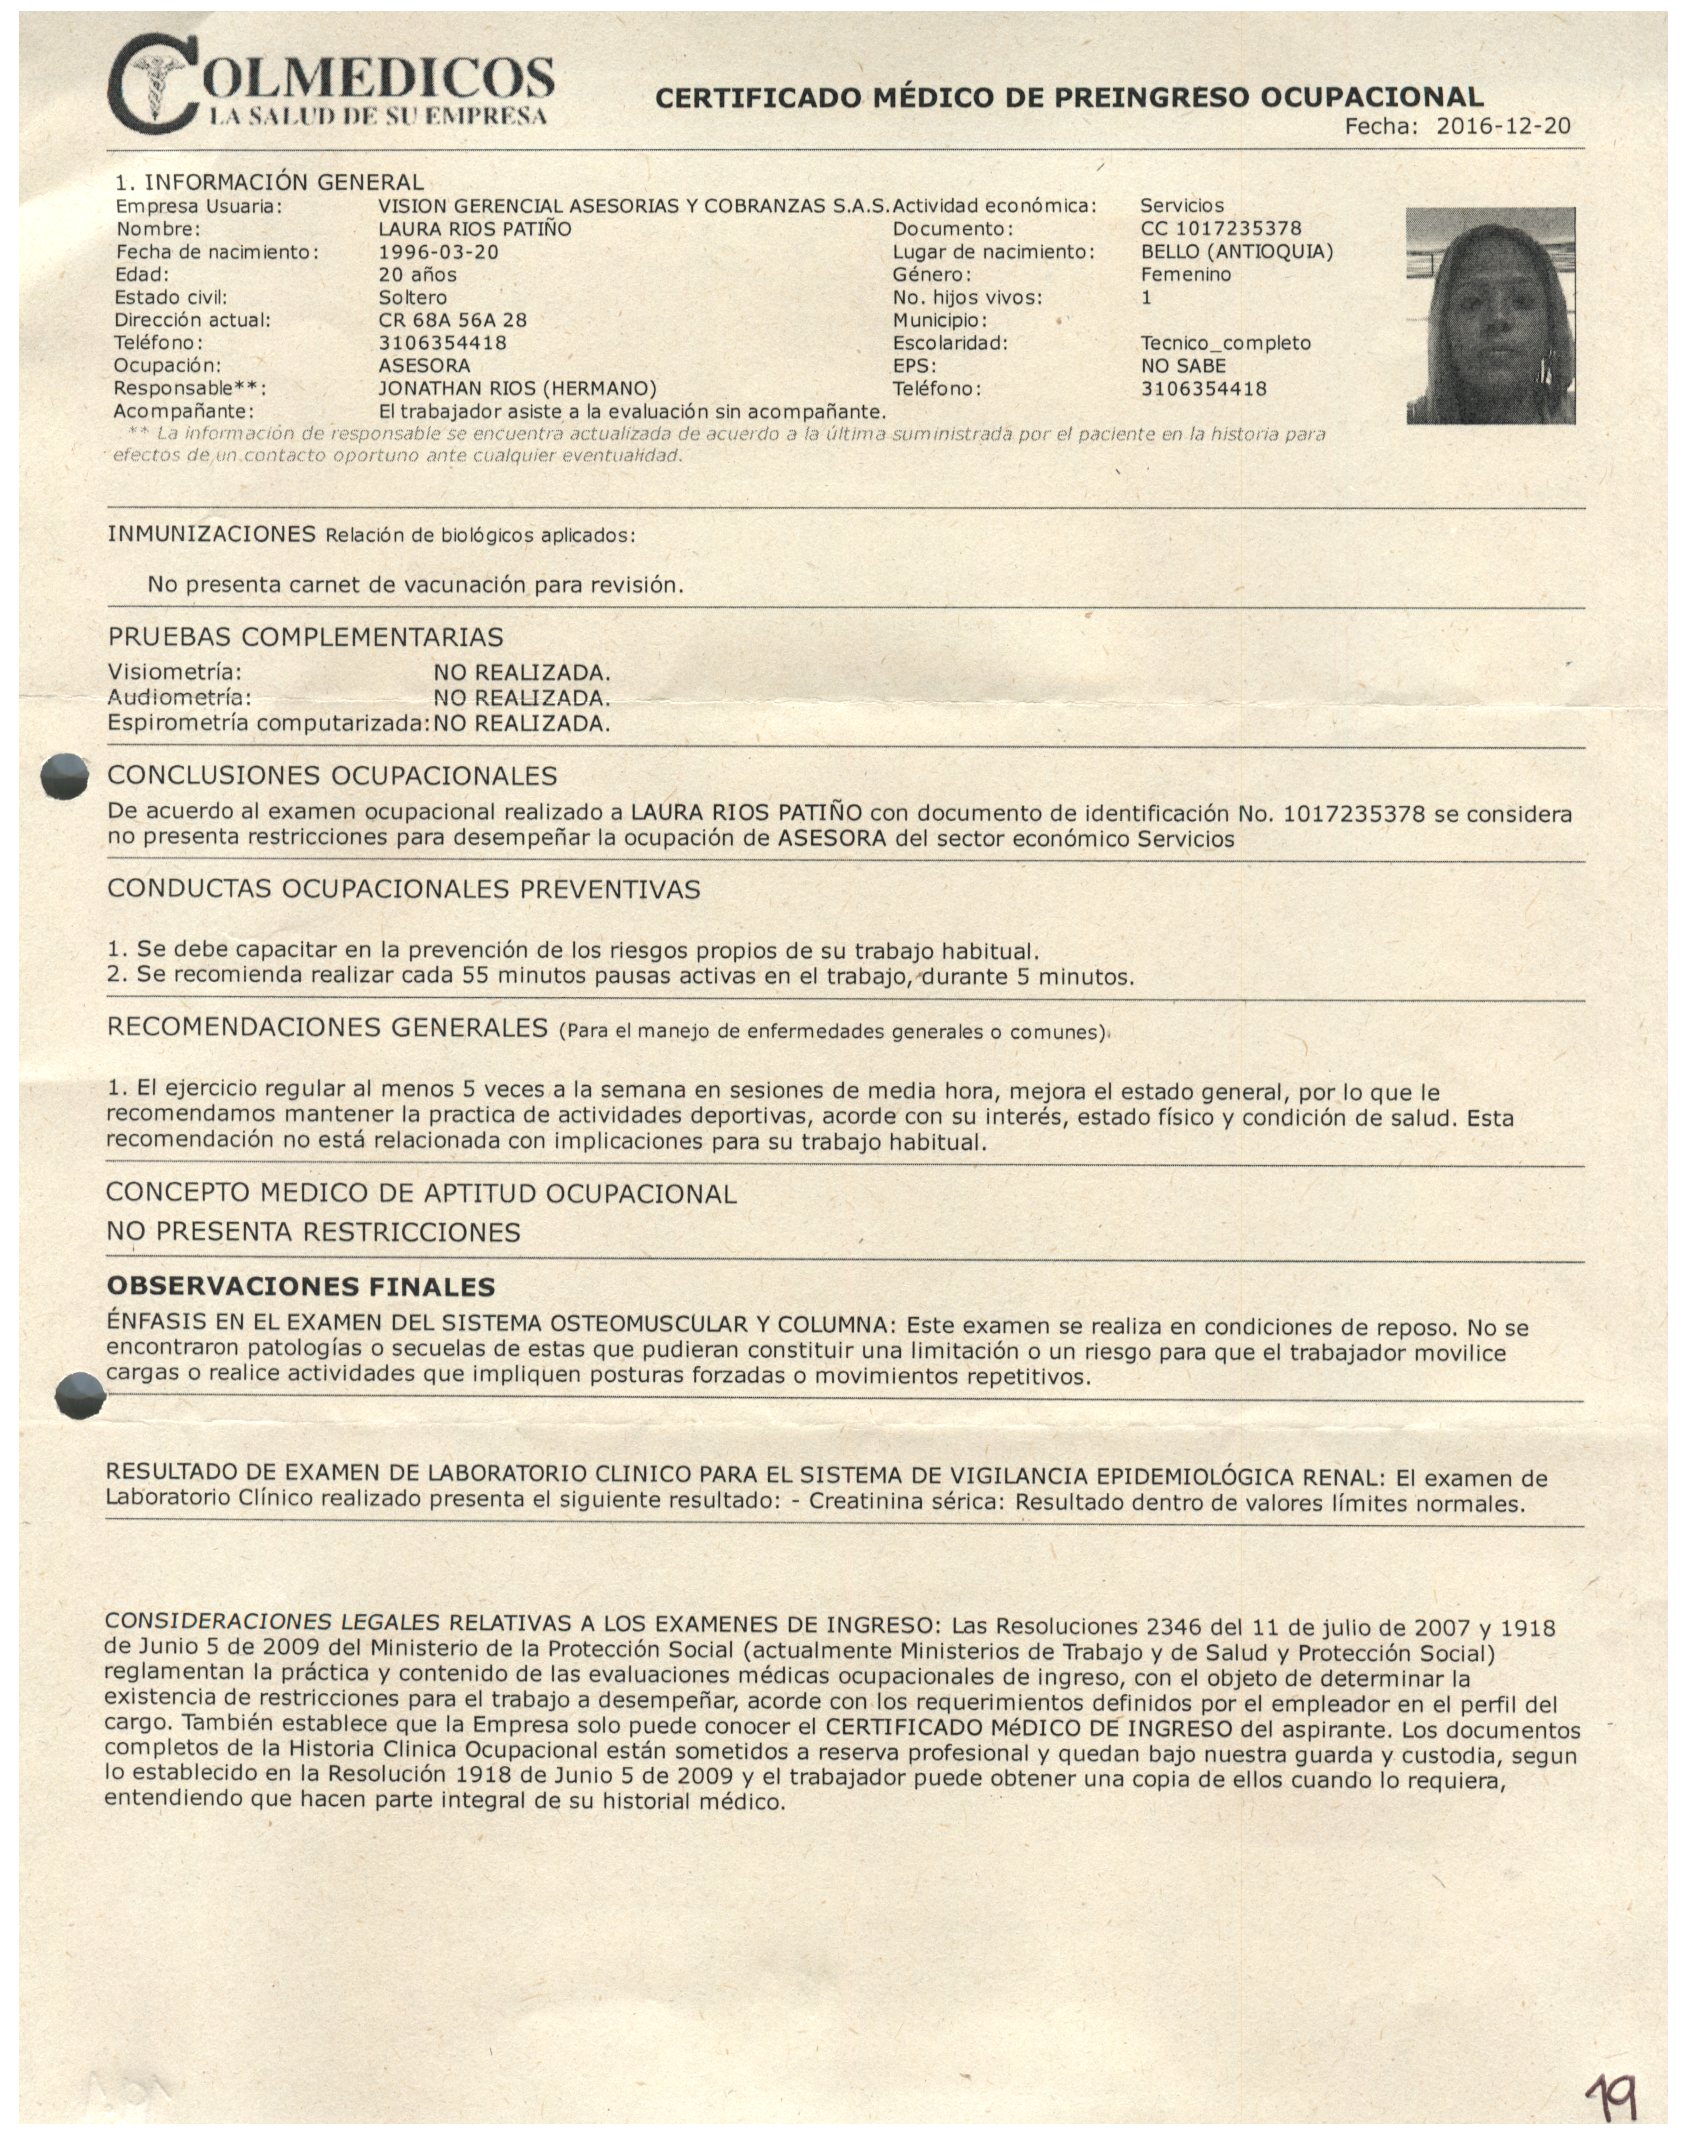 COLMEDICOS
LA SALUD DE SU EMPRESA
CERTIFICADO MÉDICO DE PREINGRESO OCUPACIONAL
Fecha: 2016-12-20
1. INFORMACIÓN GENERAL
Empresa Usuaria: VISION GERENCIAL ASESORIAS Y COBRANZAS S.A.S. Actividad económica: Servicios
Nombre: LAURA RIOS PATIÑO Documento: CC 1017235378
Fecha de nacimiento: 1996-03-20 Lugar de nacimiento: BELLO (ANTIOQUIA)
Edad: 20 años Género: Femenino
Estado civil: Soltero No. hijos vivos: 1
Dirección actual: CR 68A 56A 28 Municipio:
Teléfono: 3106354418 Escolaridad: Tecnico_completo
Ocupación: ASESORA EPS: NO SABE
Responsable**: JONATHAN RIOS (HERMANO) Teléfono: 3106354418
Acompañante: El trabajador asiste a la evaluación sin acompañante.
** La información de responsable se encuentra actualizada de acuerdo a la última suministrada por el paciente en la historia para
efectos de un contacto oportuno ante cualquier eventualidad.
INMUNIZACIONES Relación de biológicos aplicados:
No presenta carnet de vacunación para revisión.
PRUEBAS COMPLEMENTARIAS
Visiometría: NO REALIZADA.
Audiometría: NO REALIZADA.
Espirometría computarizada: NO REALIZADA.
CONCLUSIONES OCUPACIONALES
De acuerdo al examen ocupacional realizado a LAURA RIOS PATIÑO con documento de identificación No. 1017235378 se considera
no presenta restricciones para desempeñar la ocupación de ASESORA del sector económico Servicios
CONDUCTAS OCUPACIONALES PREVENTIVAS
1. Se debe capacitar en la prevención de los riesgos propios de su trabajo habitual.
2. Se recomienda realizar cada 55 minutos pausas activas en el trabajo, durante 5 minutos.
RECOMENDACIONES GENERALES (Para el manejo de enfermedades generales o comunes).
1. El ejercicio regular al menos 5 veces a la semana en sesiones de media hora, mejora el estado general, por lo que le
recomendamos mantener la practica de actividades deportivas, acorde con su interés, estado físico y condición de salud. Esta
recomendación no está relacionada con implicaciones para su trabajo habitual.
CONCEPTO MEDICO DE APTITUD OCUPACIONAL
NO PRESENTA RESTRICCIONES
OBSERVACIONES FINALES
ÉNFASIS EN EL EXAMEN DEL SISTEMA OSTEOMUSCULAR Y COLUMNA: Este examen se realiza en condiciones de reposo. No se
encontraron patologías o secuelas de estas que pudieran constituir una limitación o un riesgo para que el trabajador movilice
cargas o realice actividades que impliquen posturas forzadas o movimientos repetitivos.
RESULTADO DE EXAMEN DE LABORATORIO CLINICO PARA EL SISTEMA DE VIGILANCIA EPIDEMIOLÓGICA RENAL: El examen de
Laboratorio Clínico realizado presenta el siguiente resultado: - Creatinina sérica: Resultado dentro de valores límites normales.
CONSIDERACIONES LEGALES RELATIVAS A LOS EXAMENES DE INGRESO: Las Resoluciones 2346 del 11 de julio de 2007 y 1918
de Junio 5 de 2009 del Ministerio de la Protección Social (actualmente Ministerios de Trabajo y de Salud y Protección Social)
reglamentan la práctica y contenido de las evaluaciones médicas ocupacionales de ingreso, con el objeto de determinar la
existencia de restricciones para el trabajo a desempeñar, acorde con los requerimientos definidos por el empleador en el perfil del
cargo. También establece que la Empresa solo puede conocer el CERTIFICADO MéDICO DE INGRESO del aspirante. Los documentos
completos de la Historia Clinica Ocupacional están sometidos a reserva profesional y quedan bajo nuestra guarda y custodia, segun
lo establecido en la Resolución 1918 de Junio 5 de 2009 y el trabajador puede obtener una copia de ellos cuando lo requiera,
entendiendo que hacen parte integral de su historial médico.
19